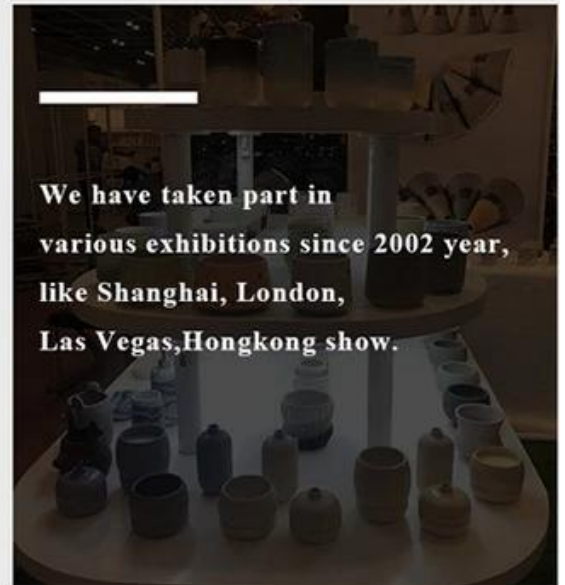 We have taken part in
various exhibitions since 2002 year,
like Shanghai, London,
Las Vegas,Hongkong show.